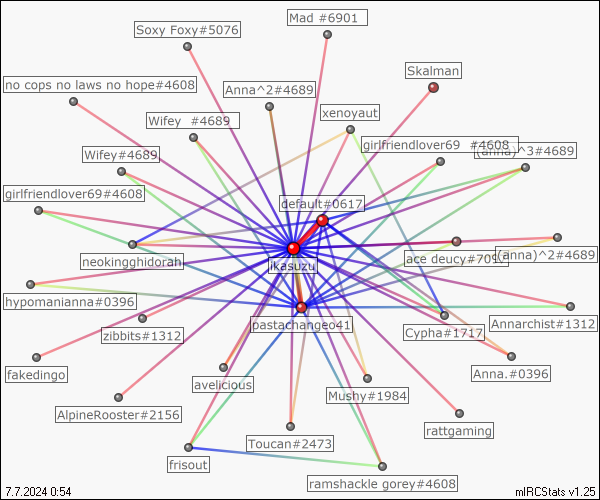 Mad #6901
Soxy Foxy#5076
Skalman
no cops no laws no hope#4608
Anna^2#4689
xenoyaut
Wifey #4689
girlfriendlover69 #4608
(anna)^3#4689
Wifey#4689
girlfriendlover69#4608
default#0617
neokingghidorah
ikasuzu
ace deucy#709
((anna)^2#4689
hypomanianna#0396
pastachangeo41
Annarchist#1312
zibbits#1312
Cypha#1717
fakedingo
Anna.#0396
avelicious
Mushy#1984
AlpineRooster#2156
rattgaming
Toucan#2473
frisout
ramshackle gorey#4608
7.7.2024 0:54
mIRCStats v1.25